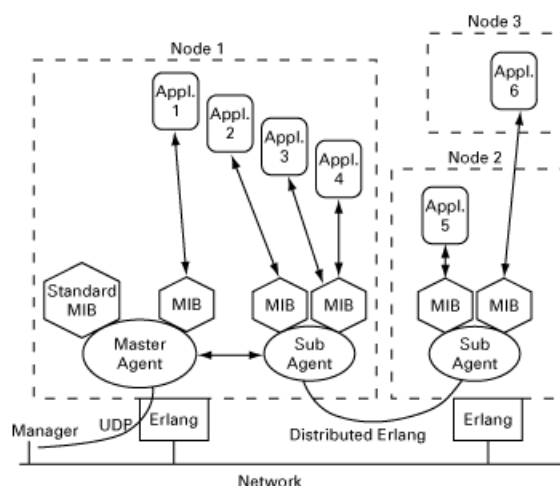 Node 3
Node 1
Appl.
6
Appl.
1
Appl.
2
Appl.
3
Appl.
4
Node 2
Appl.
5
Standard
MIB
MIB
MIB
MIB
MIB
MIB
Master
Agent
Sub
Agent
Sub
Agent
Manager
UDP
Erlang
Distributed Erlang
Erlang
Network